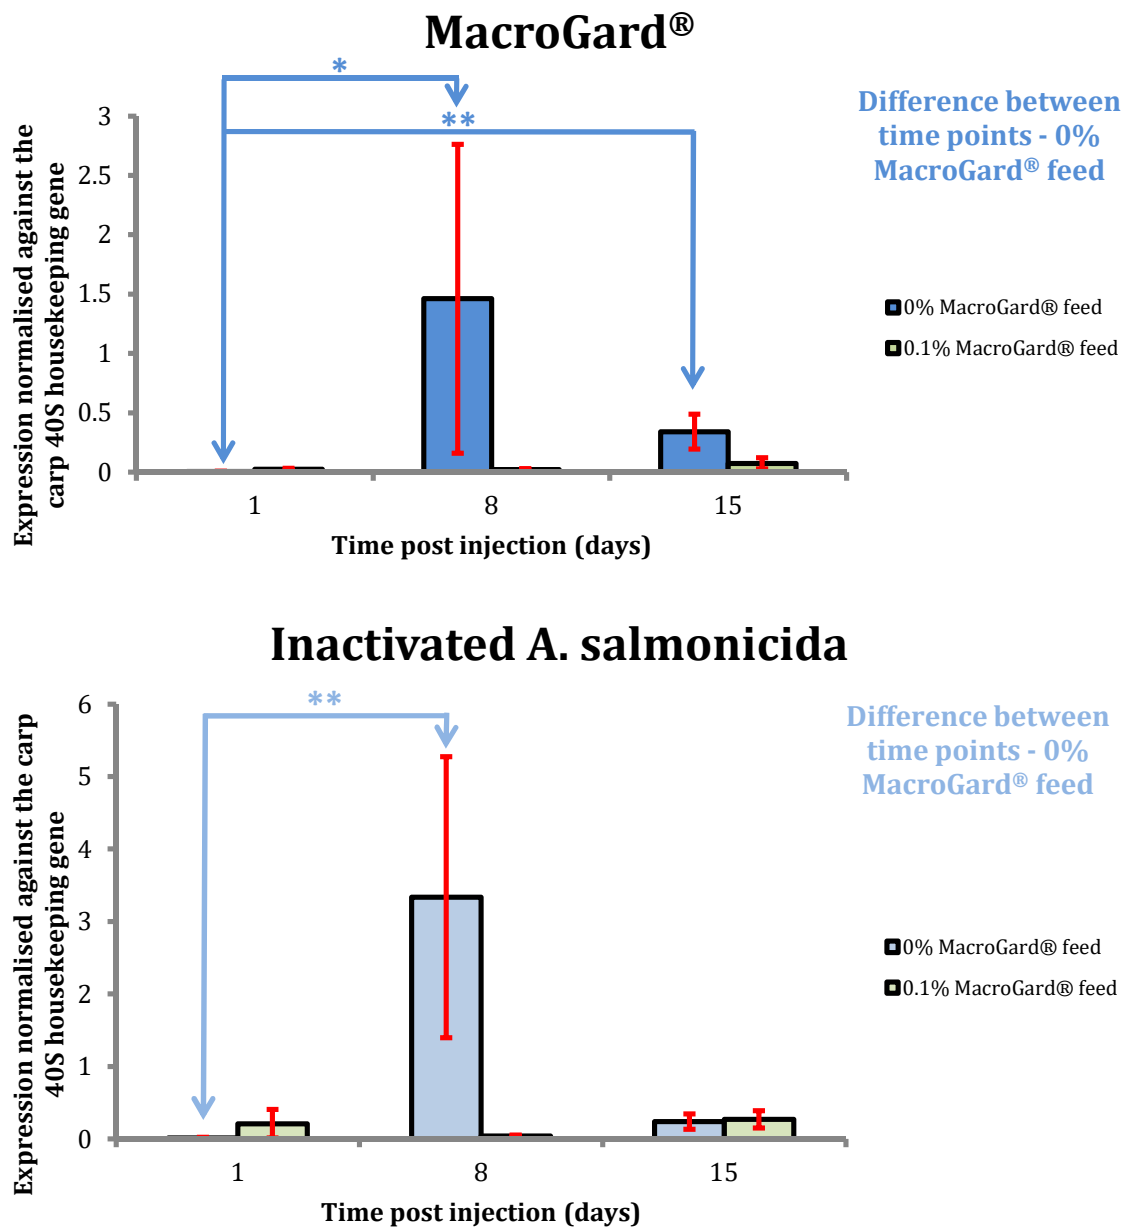 MacroGard®
*
**
Difference between
time points - 0%
MacroGard® feed
Expression normalised against the
carp 40S housekeeping gene
3
2.5
2
1.5
1
0.5
0
0% MacroGard® feed
0.1% MacroGard® feed
1 8 15
Time post injection (days)
Inactivated A. salmonicida
**
Difference between
time points - 0%
MacroGard® feed
Expression normalised against the carp
40S housekeeping gene
6
5
4
3
2
1
0
0% MacroGard® feed
0.1% MacroGard® feed
1 8 15
Time post injection (days)